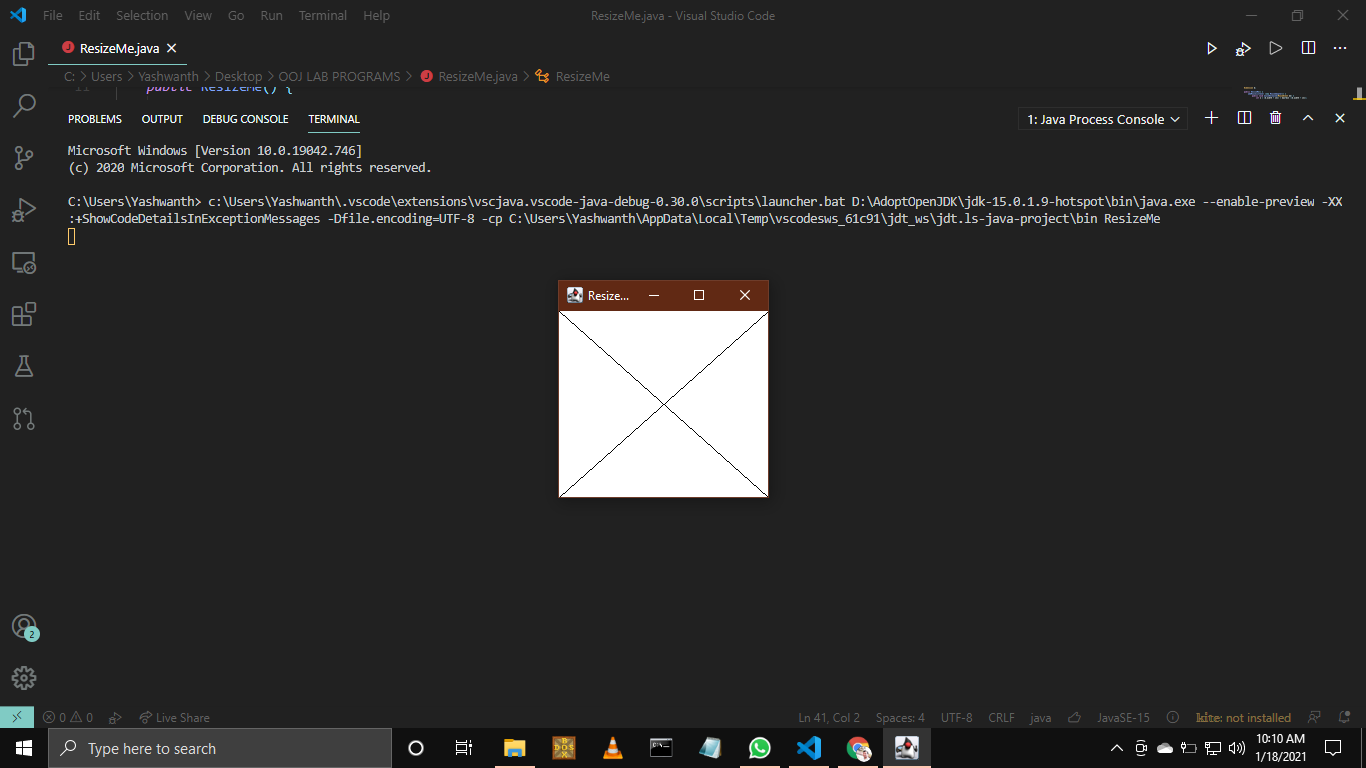 File Edit Selection View Go Run Terminal Help
ResizeMe.java - Visual Studio Code
J ResizeMe.java
C: > Users > Yashwanth > Desktop > OOJ LAB PROGRAMS > J ResizeMe.java > ResizeMe
11 public ResizeMe() {
PROBLEMS OUTPUT DEBUG CONSOLE TERMINAL
1: Java Process Console
Microsoft Windows [Version 10.0.19042.746]
(c) 2020 Microsoft Corporation. All rights reserved.
C:\Users\Yashwanth> c:\Users\Yashwanth\.vscode\extensions\vscjava.vscode-java-debug-0.30.0\scripts\launcher.bat D:\AdoptOpenJDK\jdk-15.0.1.9-hotspot\bin\java.exe --enable-preview -XX
:+ShowCodeDetailsInExceptionMessages -Dfile.encoding=UTF-8 -cp C:\Users\Yashwanth\AppData\Local\Temp\vscodesws_61c91\jdt_ws\jdt.ls-java-project\bin ResizeMe
Resize...
2
0 0 Live Share
Ln 41, Col 2 Spaces: 4 UTF-8 CRLF java JavaSE-15 kite: not installed
Type here to search
DOS
C:\_
10:10 AM
1/18/2021